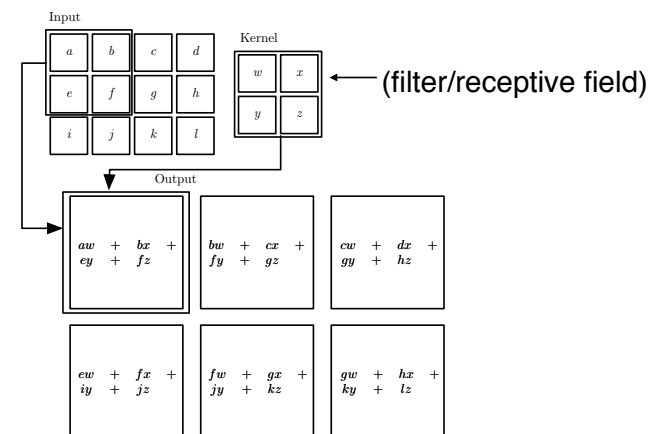 Input
a b c d
e f g h
i j k l
Kernel
w x
y z
(filter/receptive field)
Output
aw + bx +
ey + fz
bw + cx +
fy + gz
cw + dx +
gy + hz
ew + fx +
iy + jz
fw + gx +
jy + kz
gw + hx +
ky + lz